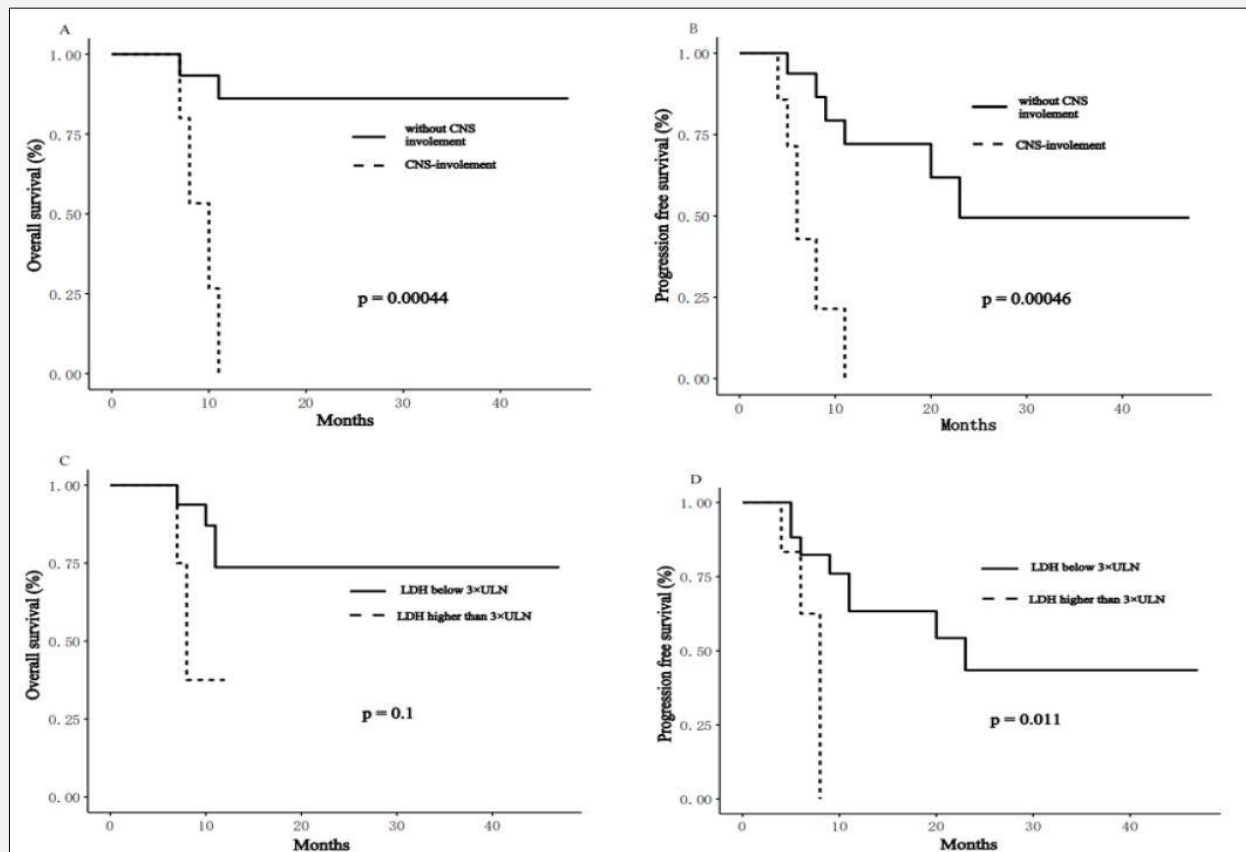 A
1. 00
0. 75
0. 50
0. 25
0. 00
Overall survival (%)
without CNS
involement
CNS-involement
p = 0.00044
0
10
20
30
40
Months
B
1. 00
0. 75
0. 50
0. 25
0. 00
Progression free survival (%)
without CNS
involement
CNS-involement
p = 0.00046
0
10
20
30
40
Months
C
1. 00
0. 75
0. 50
0. 25
0. 00
Overall survival (%)
LDH below 3×ULN
LDH higher than 3×ULN
p = 0.1
0
10
20
30
40
Months
D
1. 00
0. 75
0. 50
0. 25
0. 00
Progression free survival (%)
LDH below 3×ULN
LDH higher than 3×ULN
p = 0.011
0
10
20
30
40
Months